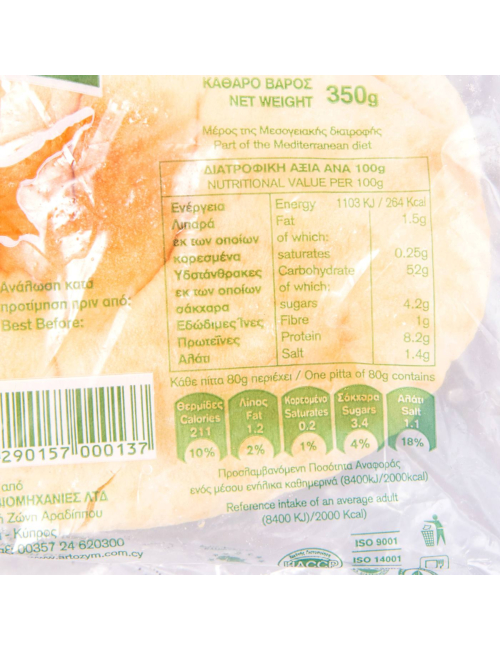 ΚΑΘΑΡΟ ΒΑΡΟΣ
NET WEIGHT 350g
Μέρος της Μεσογειακής διατροφής
Part of the Mediterranean diet
ΔΙΑΤΡΟΦΙΚΗ ΑΞΙΑ ΑΝΑ 100g
NUTRITIONAL VALUE PER 100g
Ενέργεια Energy 1103 KJ / 264 Kcal
Λιπαρά Fat 1.5g
εκ των οποίων of which:
κορεσμένα saturates 0.25g
Υδατάνθρακες Carbohydrate 52g
εκ των οποίων of which:
σάκχαρα sugars 4.2g
Εδώδιμες Ίνες Fibre 1g
Πρωτεΐνες Protain 8.2g
Αλάτι Salt 1.4g
Ανάλωση κατά
προτίμηση πριν από:
Best Before:
Κάθε πίττα 80g περιέχει / One pitta of 80g contains
Θερμίδες Calories 211 10%
Λίπος Fat 1.2 2%
Κορεσμένα Saturates 0.2 1%
Σάκχαρα Sugars 3.4 4%
Αλάτι Salt 1.1 18%
290157 000137
Προσλαμβανόμενη Ποσότητα Αναφοράς
ενός μέσου ενήλικα καθημερινά (8400kJ/2000kcal)
Reference intake of an average adult
(8400 KJ)/2000 Kcal)
από
ΒΙΟΜΗΧΑΝΙΕΣ ΛΤΔ
Ζώνη Αραδίππου
- Κύπρος
00357 24 620300
www.artozym.com.cy
HACCP
ISO 9001
ISO 14001